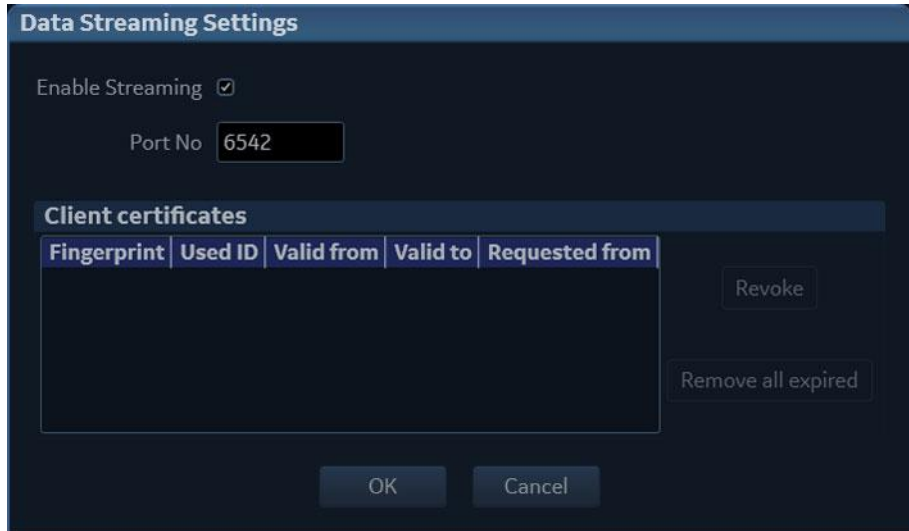 Data Streaming Settings
Enable Streaming
Port No 6542
Client certificates
Fingerprint Used ID Valid from Valid to Requested from
Revoke
Remove all expired
OK Cancel